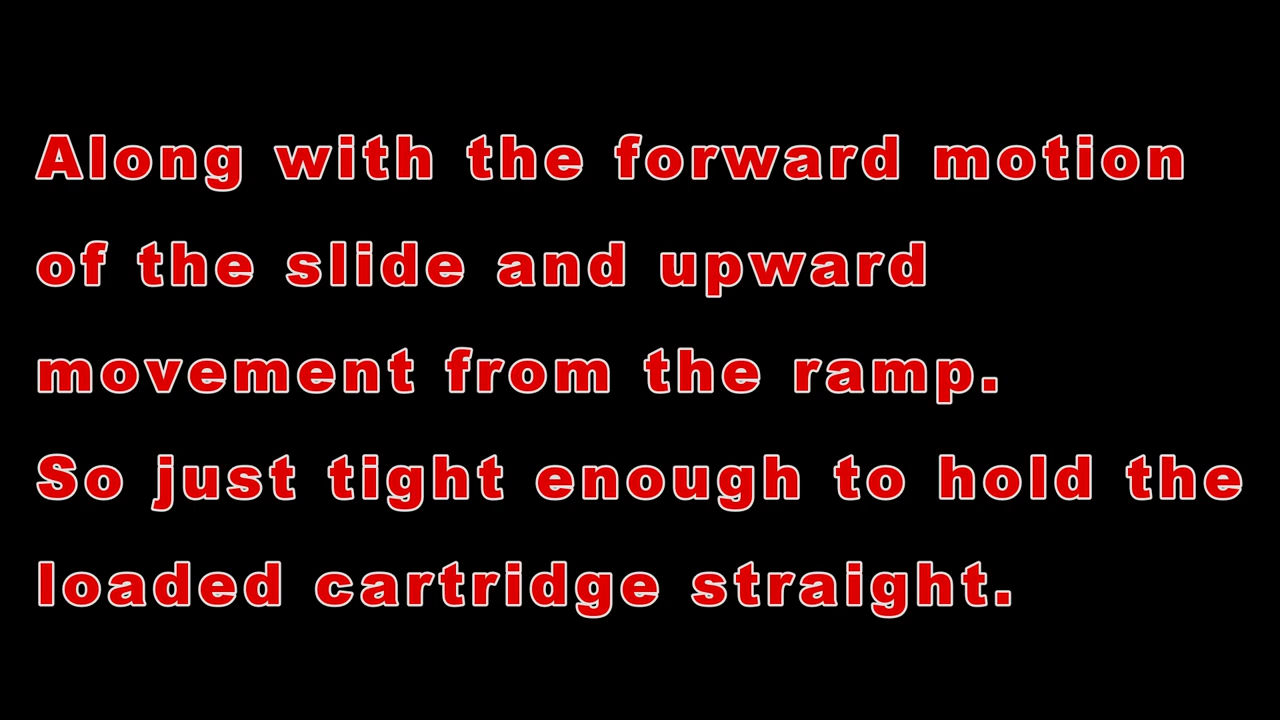 Along with the forward motion
of the slide and upward
movement from the ramp.
So just tight enough to hold the
loaded cartridge straight.